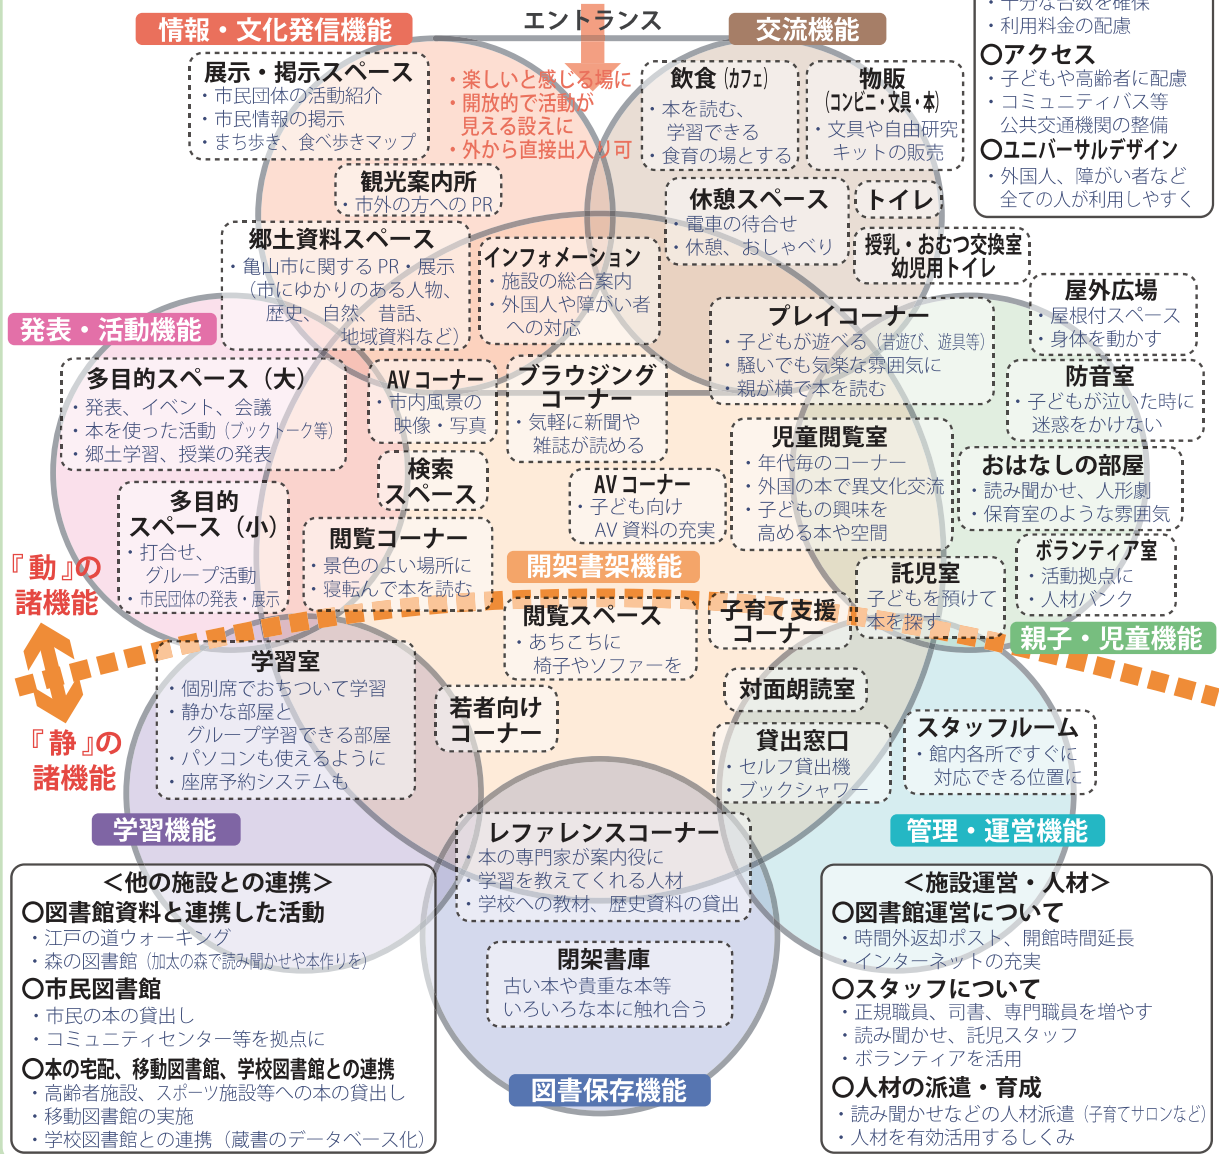 エントランス
情報・文化発信機能
展示・掲示スペース
・市民団体の活動紹介
・市民情報の掲示
・まち歩き、食べ歩きマップ
・楽しいと感じる場に
・開放的で活動が
見える設えに
・外から直接出入り可
観光案内所
・市外の方への PR
郷土資料スペース
・亀山市に関する PR・展示
（市にゆかりのある人物、
歴史、自然、昔話、
地域資料など）
インフォメーション
・施設の総合案内
・外国人や障がい者
への対応
交流機能
飲食（カフェ）
・本を読む、
学習できる
・食育の場とする
物販
（コンビニ・文具・本）
・文具や自由研究
キットの販売
休憩スペース
・電車の待合せ
・休憩、おしゃべり
トイレ
授乳・おむつ交換室
幼児用トイレ
・十分な台数を確保
・利用料金の配慮
〇アクセス
・子どもや高齢者に配慮
・コミュニティバス等
公共交通機関の整備
〇ユニバーサルデザイン
・外国人、障がい者など
全ての人が利用しやすく
発表・活動機能
多目的スペース（大）
・発表、イベント、会議
・本を使った活動（ブックトーク等）
・郷土学習、授業の発表
多目的
スペース（小）
・打合せ、
グループ活動
・市民団体の発表・展示
AV コーナー
・市内風景の
映像・写真
検索
スペース
閲覧コーナー
・景色のよい場所に
・寝転んで本を読む
ブラウジング
コーナー
・気軽に新聞や
雑誌が読める
AV コーナー
・子ども向け
AV 資料の充実
開架書架機能
閲覧スペース
・あちこちに
椅子やソファーを
プレイコーナー
・子どもが遊べる（昔遊び、遊具等）
・騒いでも気楽な雰囲気に
・親が横で本を読む
児童閲覧室
・年代毎のコーナー
・外国の本で異文化交流
・子どもの興味を
高める本や空間
屋外広場
・屋根付スペース
・身体を動かす
防音室
・子どもが泣いた時に
迷惑をかけない
おはなしの部屋
・読み聞かせ、人形劇
・保育室のような雰囲気
ボランティア室
・活動拠点に
・人材バンク
託児室
子どもを預けて
本を探す
子育て支援
コーナー
親子・児童機能
『動』の
諸機能
『静』の
諸機能
学習室
・個別席でおちついて学習
・静かな部屋と
グループ学習できる部屋
・パソコンも使えるように
・座席予約システムも
学習機能
若者向け
コーナー
対面朗読室
貸出窓口
・セルフ貸出機
・ブックシャワー
スタッフルーム
・館内各所ですぐに
対応できる位置に
管理・運営機能
レファレンスコーナー
・本の専門家が案内役に
・学習を教えてくれる人材
・学校への教材、歴史資料の貸出
閉架書庫
古い本や貴重な本等
いろいろな本に触れ合う
図書保存機能
＜他の施設との連携＞
〇図書館資料と連携した活動
・江戸の道ウォーキング
・森の図書館（加太の森で読み聞かせや本作りを）
〇市民図書館
・市民の本の貸出し
・コミュニティセンター等を拠点に
〇本の宅配、移動図書館、学校図書館との連携
・高齢者施設、スポーツ施設等への本の貸出し
・移動図書館の実施
・学校図書館との連携（蔵書のデータベース化）
＜施設運営・人材＞
〇図書館運営について
・時間外返却ポスト、開館時間延長
・インターネットの充実
〇スタッフについて
・正規職員、司書、専門職員を増やす
・読み聞かせ、託児スタッフ
・ボランティアを活用
〇人材の派遣・育成
・読み聞かせなどの人材派遣（子育てサロンなど）
・人材を有効活用するしくみ